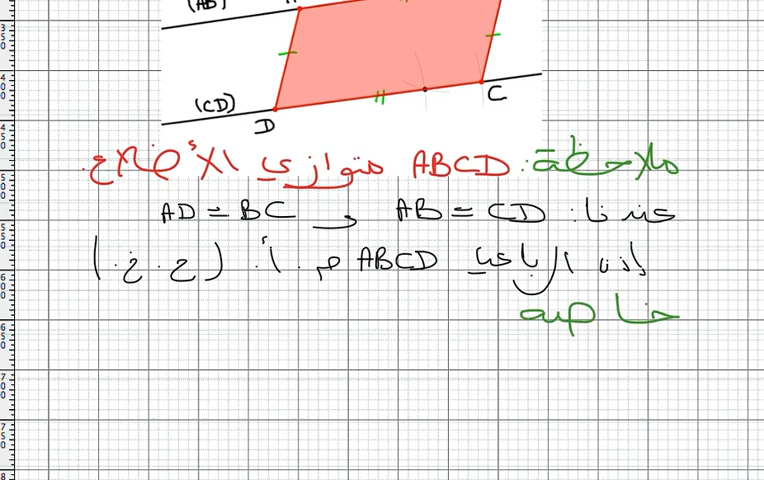 (AB)
(CD)
C
D
ملاحظة: ABCD متوازي الأضلاع.
عندنا: AB = CD و AD = BC
إذن الرباعي ABCD م.أ. (ح.خ.)
خاصية